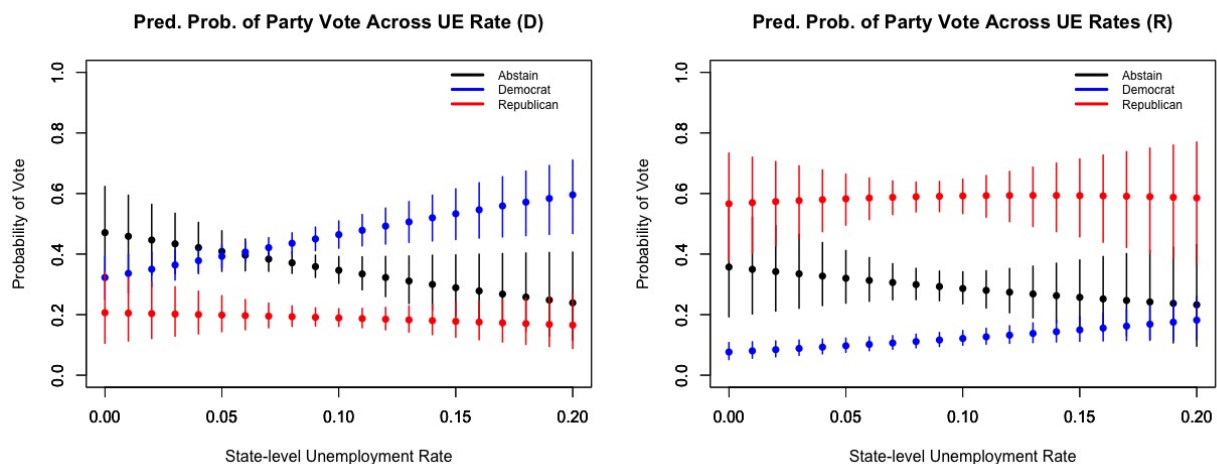 Pred. Prob. of Party Vote Across UE Rate (D)
Abstain
Democrat
Republican
Probability of Vote
1.0
0.8
0.6
0.4
0.2
0.0
0.00 0.05 0.10 0.15 0.20
State-level Unemployment Rate
Pred. Prob. of Party Vote Across UE Rates (R)
Abstain
Democrat
Republican
Probability of Vote
1.0
0.8
0.6
0.4
0.2
0.0
0.00 0.05 0.10 0.15 0.20
State-level Unemployment Rate